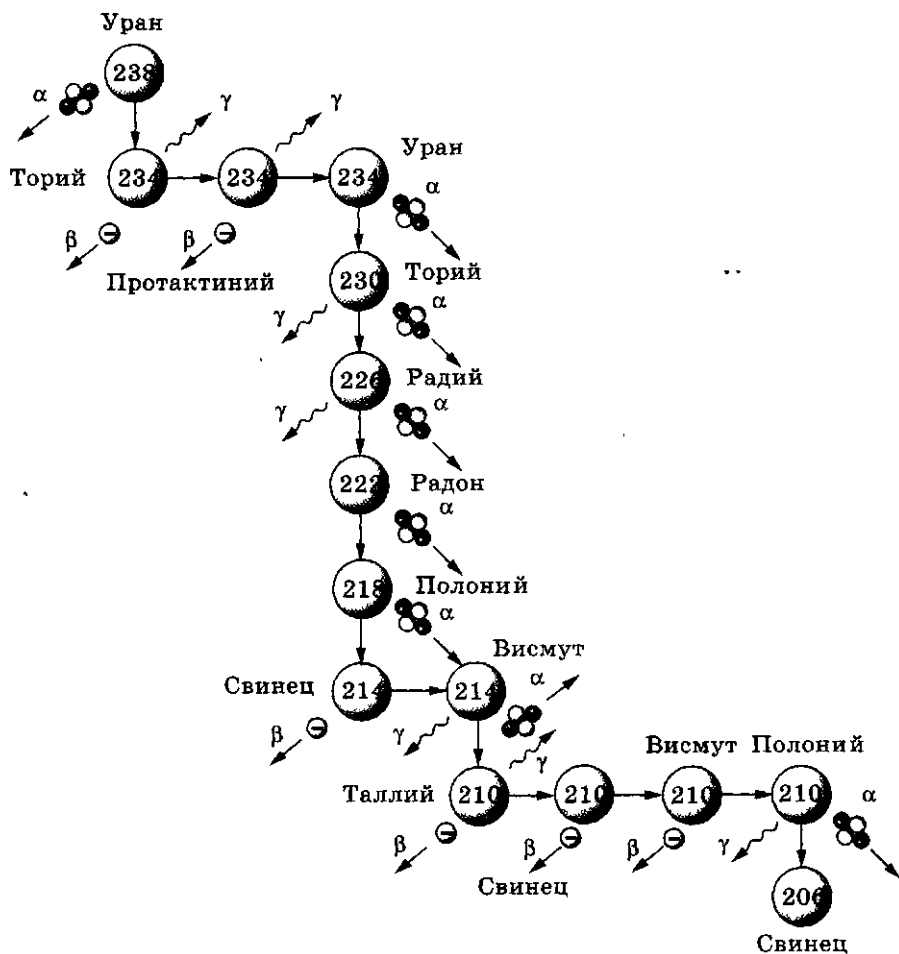 Уран
238
α
γ
γ
Торий
234
234
234
Уран
α
β
β
Протактиний
230
Торий
γ
α
226
Радий
γ
α
222
Радон
α
218
Полоний
α
Свинец
214
214
Висмут
α
β
γ
γ
Таллий
210
210
Висмут
210
Полоний
210
α
β
β
β
γ
Свинец
206
Свинец